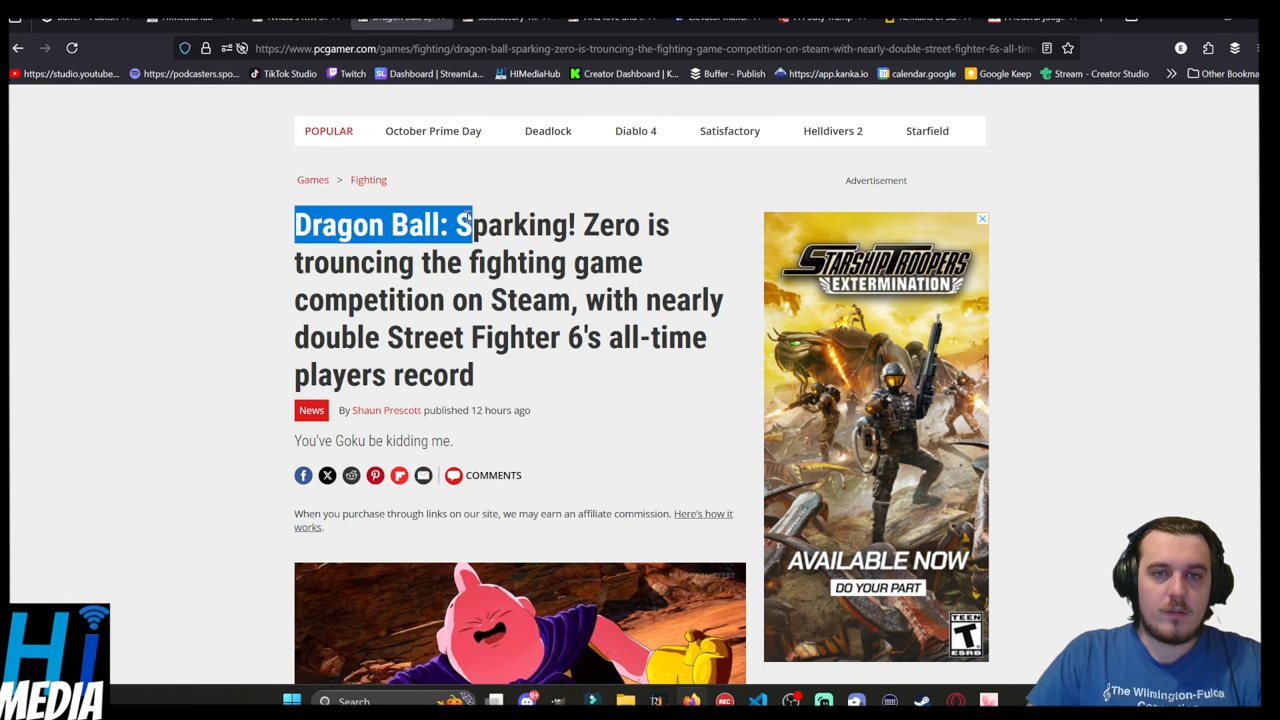 https://www.pcgamer.com/games/fighting/dragon-ball-sparking-zero-is-trouncing-the-fighting-game-competition-on-steam-with-nearly-double-street-fighter-6s-all-tim
https://studio.youtube... https://podcasters.spo... TikTok Studio Twitch Dashboard | StreamLa... HIMediaHub Creator Dashboard | K... Buffer - Publish https://app.kanka.io calendar.google Google Keep Stream - Creator Studio Other Bookma
POPULAR October Prime Day Deadlock Diablo 4 Satisfactory Helldivers 2 Starfield
Games > Fighting
Advertisement
Dragon Ball: Sparking! Zero is
trouncing the fighting game
competition on Steam, with nearly
double Street Fighter 6's all-time
players record
News By Shaun Prescott published 12 hours ago
You've Goku be kidding me.
COMMENTS
When you purchase through links on our site, we may earn an affiliate commission. Here's how it
works.
STARSHIP TROOPERS
EXTERMINATION
AVAILABLE NOW
DO YOUR PART
TEEN
T
ESRB
Hi
MEDIA
Search
REC
The Wilmington-Fulca